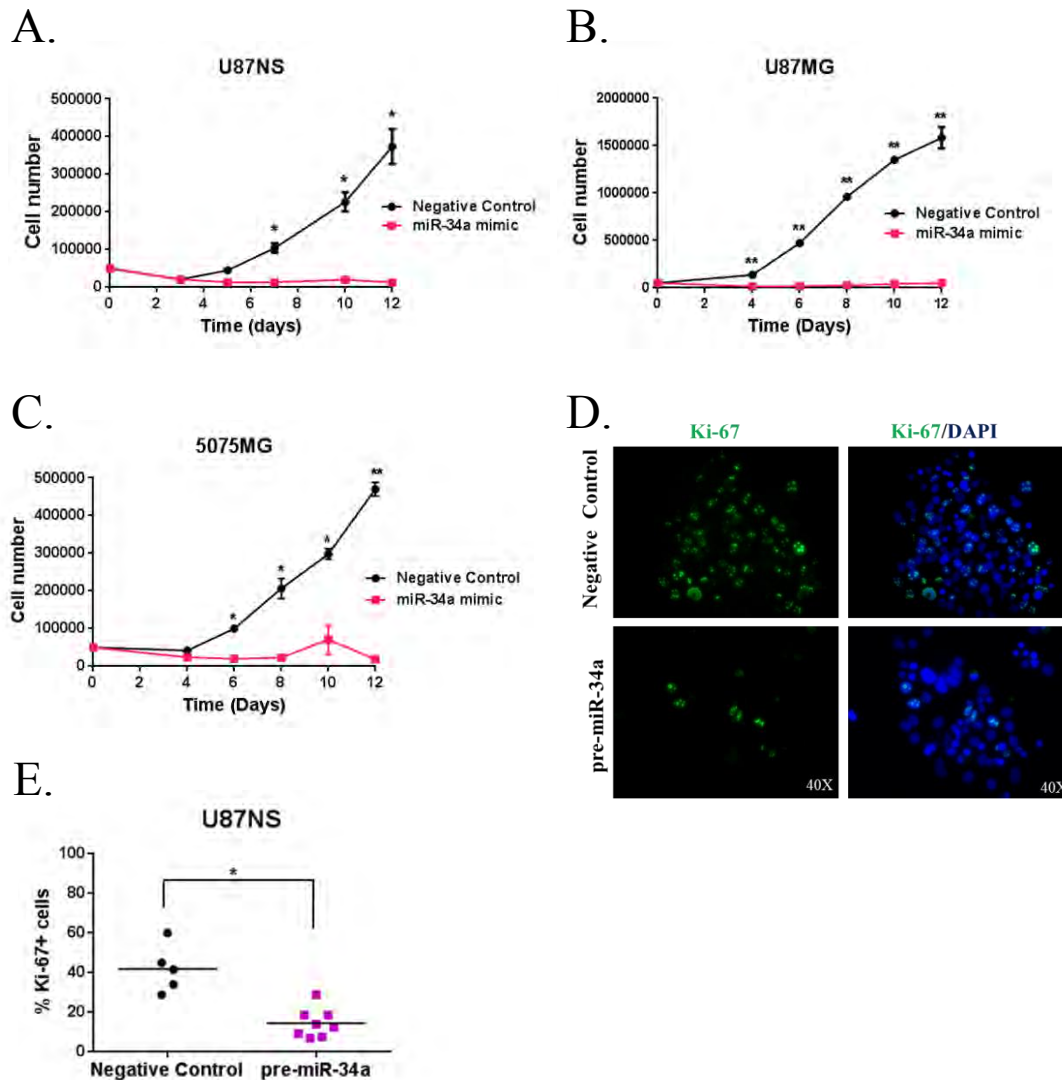 A.
U87NS
500000
400000
300000
200000
100000
0
Cell number
*
*
*
Negative Control
miR-34a mimic
0 2 4 6 8 10 12
Time (days)
B.
U87MG
2000000
1500000
1000000
500000
0
Cell number
**
**
**
**
**
Negative Control
miR-34a mimic
0 2 4 6 8 10 12
Time (Days)
C.
5075MG
500000
400000
300000
200000
100000
0
Cell number
**
*
*
*
Negative Control
miR-34a mimic
0 2 4 6 8 10 12
Time (Days)
D.
Ki-67 Ki-67/DAPI
Negative Control
pre-miR-34a
40X 40X
E.
U87NS
100
80
60
40
20
0
% Ki-67+ cells
*
Negative Control pre-miR-34a